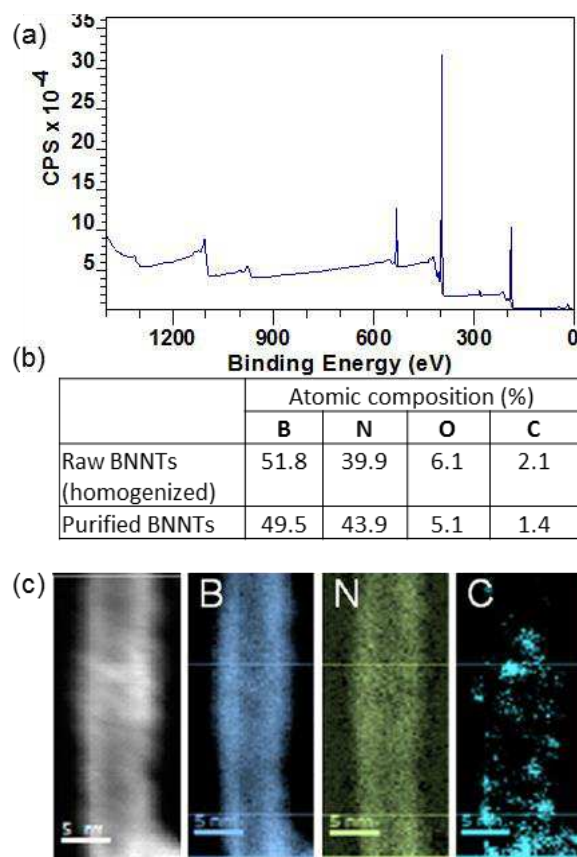 (a)
35
30
25
20
15
10
5
CPS x 10⁻⁴
1200 900 600 300 0
Binding Energy (eV)
(b)
Atomic composition (%)
B N O C
Raw BNNTs (homogenized) 51.8 39.9 6.1 2.1
Purified BNNTs 49.5 43.9 5.1 1.4
(c)
B N C
5 nm 5 nm 5 nm 5 nm